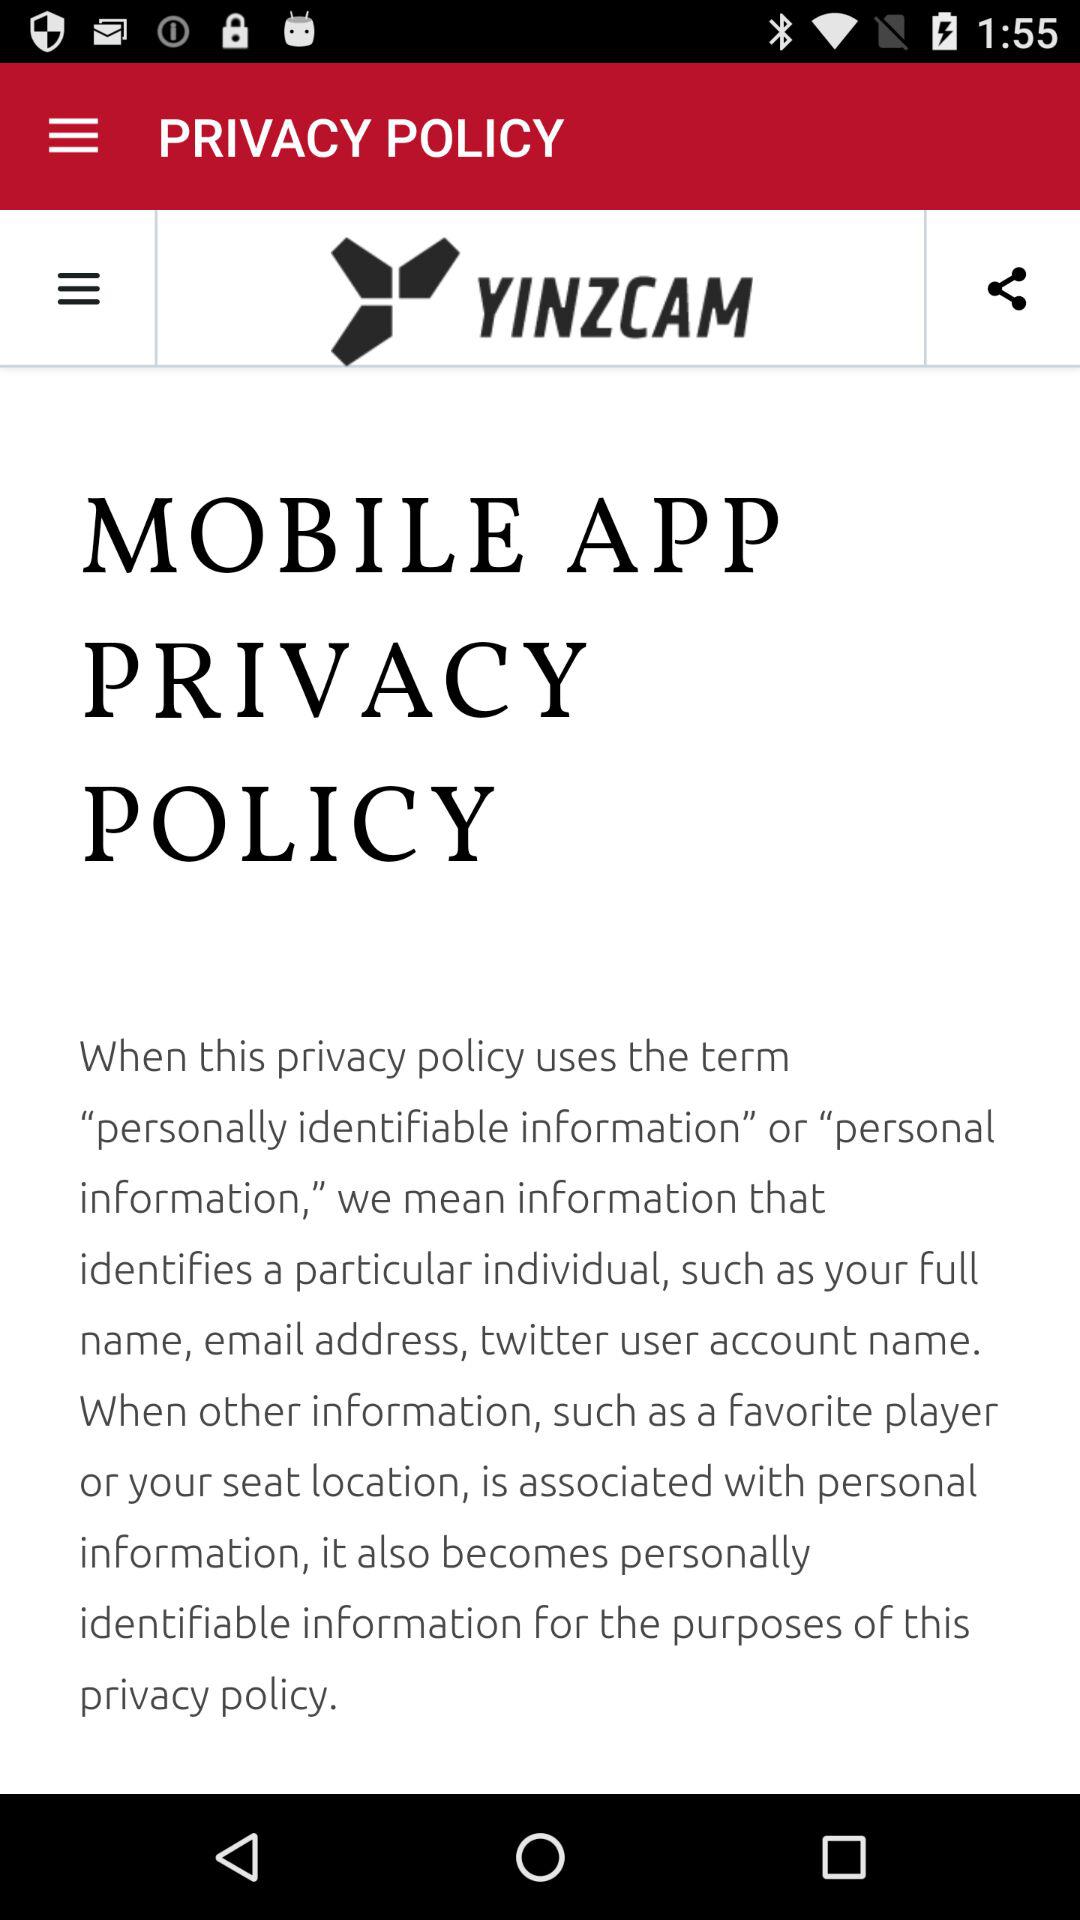 1:55
PRIVACY POLICY
YINZCAM
MOBILE APP
PRIVACY
POLICY
When this privacy policy uses the term
“personally identifiable information” or “personal
information,” we mean information that
identifies a particular individual, such as your full
name, email address, twitter user account name.
When other information, such as a favorite player
or your seat location, is associated with personal
information, it also becomes personally
identifiable information for the purposes of this
privacy policy.